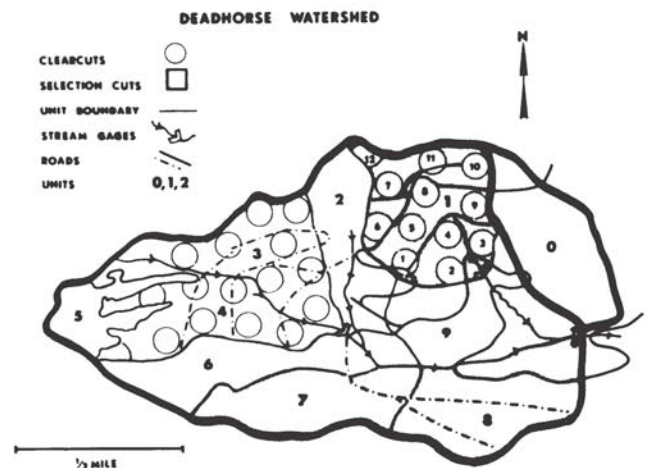 DEADHORSE WATERSHED
N
CLEARCUTS
SELECTION CUTS
UNIT BOUNDARY
STREAM GAGES
ROADS
UNITS 0,1,2
12 11 10
7 8
2 1 9
6 5 4 3
3 0
1 2
5 4 9
6
7 8
½ MILE